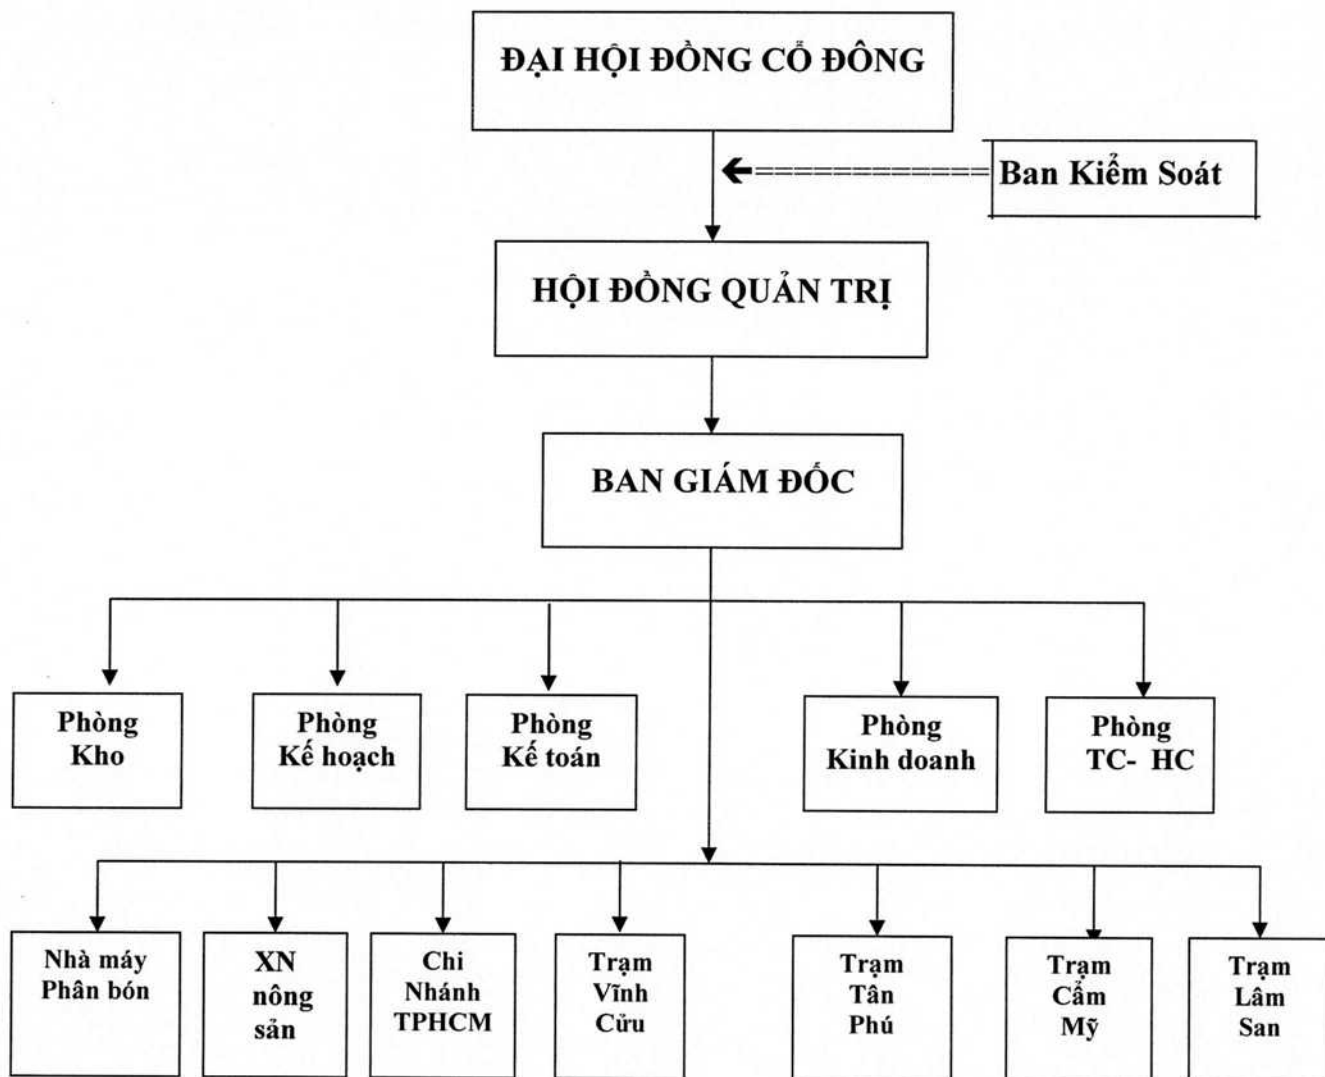 ĐẠI HỘI ĐỒNG CỔ ĐÔNG
Ban Kiểm Soát
HỘI ĐỒNG QUẢN TRỊ
BAN GIÁM ĐỐC
Phòng
Kho
Phòng
Kế hoạch
Phòng
Kế toán
Phòng
Kinh doanh
Phòng
TC- HC
Nhà máy
Phân bón
XN
nông
sản
Chi
Nhánh
TPHCM
Trạm
Vĩnh
Cửu
Trạm
Tân
Phú
Trạm
Cẩm
Mỹ
Trạm
Lâm
San